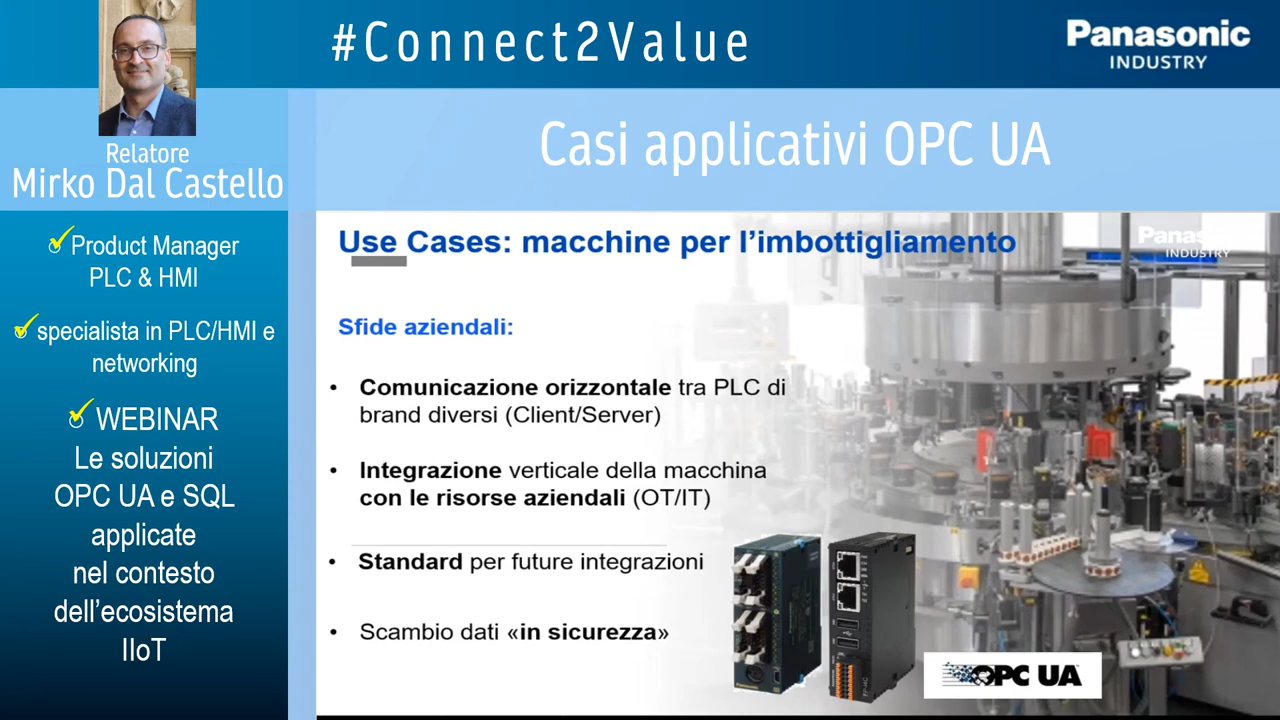 #Connect2Value
Panasonic
INDUSTRY
Relatore
Mirko Dal Castello
Product Manager
PLC & HMI
specialista in PLC/HMI e
networking
WEBINAR
Le soluzioni
OPC UA e SQL
applicate
nel contesto
dell'ecosistema
IIoT
Casi applicativi OPC UA
Use Cases: macchine per l'imbottigliamento
Panasonic
INDUSTRY
Sfide aziendali:
• Comunicazione orizzontale tra PLC di
brand diversi (Client/Server)
• Integrazione verticale della macchina
con le risorse aziendali (OT/IT)
• Standard per future integrazioni
• Scambio dati «in sicurezza»
OPC UA